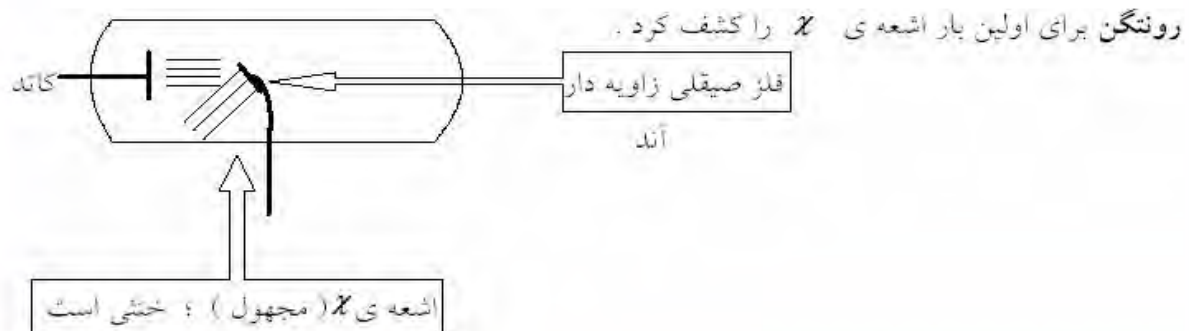 رونتگن برای اولین بار اشعه ی χ را کشف کرد .
کاتد
فلز صیقلی زاویه دار
آند
اشعه ی χ ( مجهول ) ؛ خنثی است